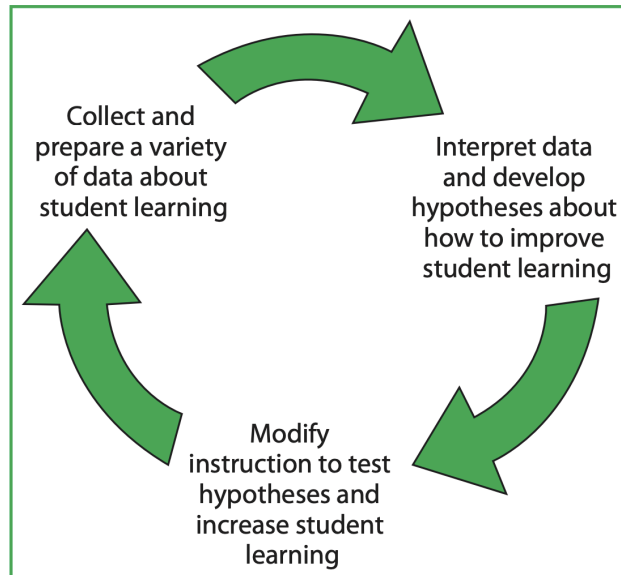 Collect and
prepare a variety
of data about
student learning
Interpret data
and develop
hypotheses about
how to improve
student learning
Modify
instruction to test
hypotheses and
increase student
learning